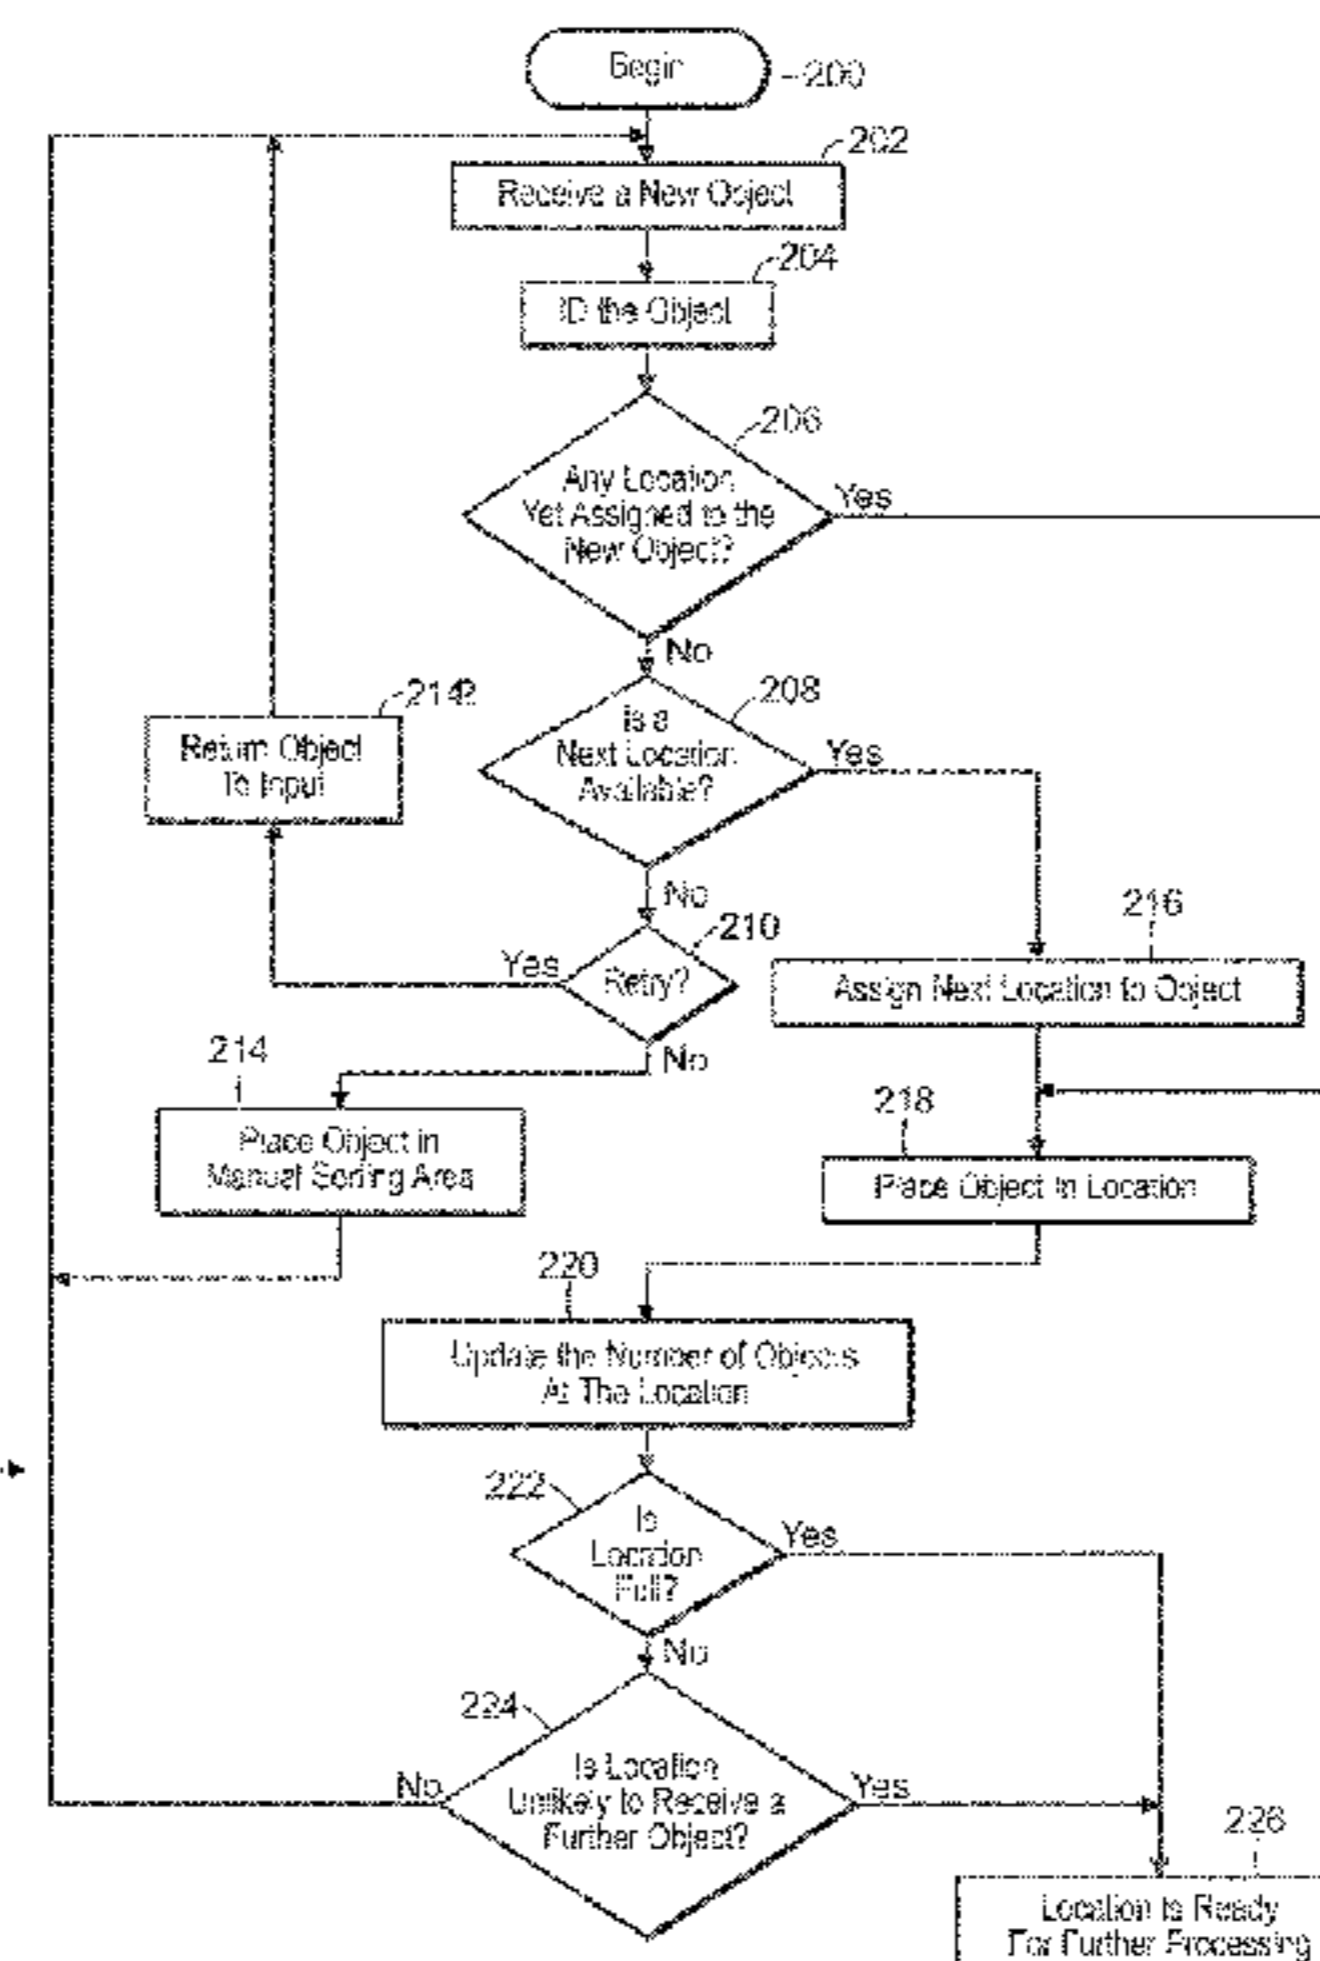 Begin
200
202
Receive a New Object
204
ID the Object
206
Any Location
Yet Assigned to the
New Object?
Yes
No
208
Is a
Next Location
Available?
Yes
Return Object
To Input
No
210
Retry?
Yes
No
216
Assign Next Location to Object
214
Place Object in
Manual Sorting Area
218
Place Object In Location
220
Update the Number of Objects
At The Location
222
Is
Location
Full?
Yes
No
224
Is Location
Unlikely to Receive a
Further Object?
No
Yes
226
Location Is Ready
For Further Processing